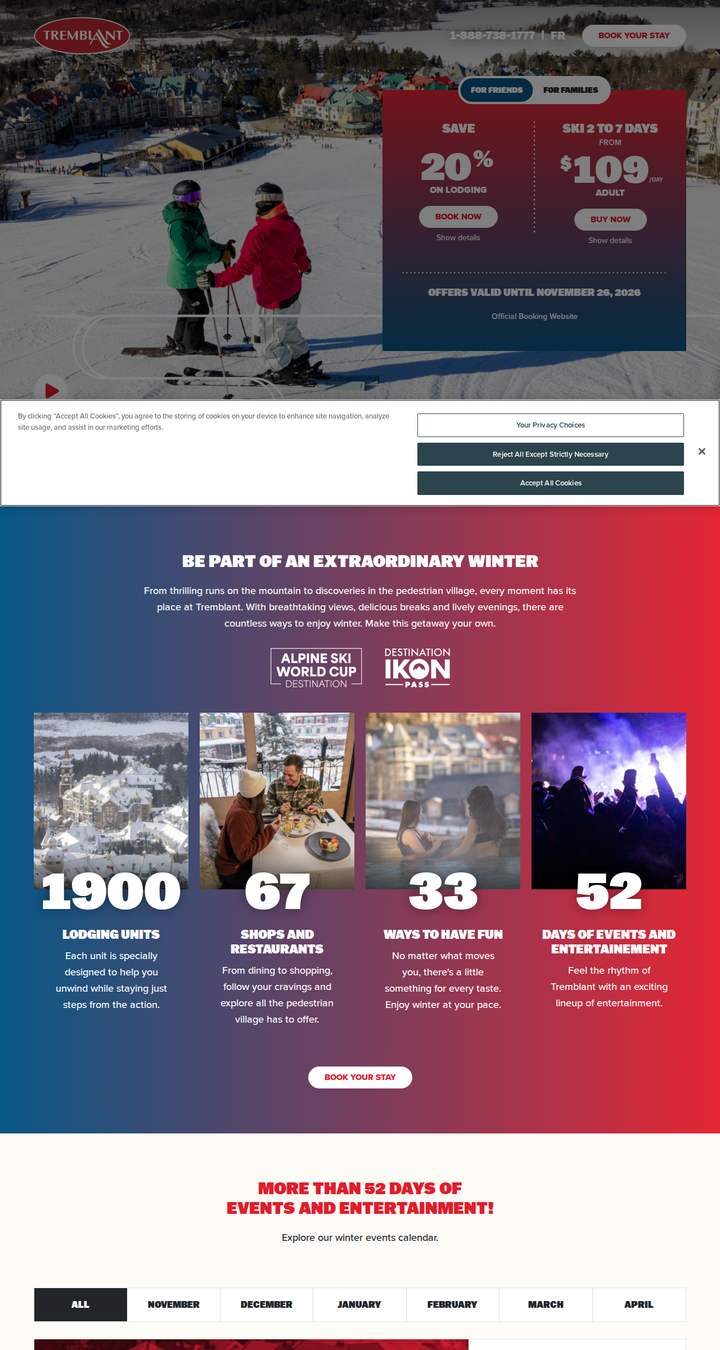 TREMBLANT
1-888-738-1777 | FR
BOOK YOUR STAY
FOR FRIENDS
FOR FAMILIES
SAVE
20%
ON LODGING
BOOK NOW
Show details
SKI 2 TO 7 DAYS
FROM
$109/DAY
ADULT
BUY NOW
Show details
OFFERS VALID UNTIL NOVEMBER 26, 2026
Official Booking Website
By clicking “Accept All Cookies”, you agree to the storing of cookies on your device to enhance site navigation, analyze
site usage, and assist in our marketing efforts.
Your Privacy Choices
Reject All Except Strictly Necessary
Accept All Cookies
BE PART OF AN EXTRAORDINARY WINTER
From thrilling runs on the mountain to discoveries in the pedestrian village, every moment has its
place at Tremblant. With breathtaking views, delicious breaks and lively evenings, there are
countless ways to enjoy winter. Make this getaway your own.
ALPINE SKI
WORLD CUP
DESTINATION
DESTINATION
IKON
PASS
1900
LODGING UNITS
Each unit is specially
designed to help you
unwind while staying just
steps from the action.
67
SHOPS AND
RESTAURANTS
From dining to shopping,
follow your cravings and
explore all the pedestrian
village has to offer.
33
WAYS TO HAVE FUN
No matter what moves
you, there's a little
something for every taste.
Enjoy winter at your pace.
52
DAYS OF EVENTS AND
ENTERTAINEMENT
Feel the rhythm of
Tremblant with an exciting
lineup of entertainment.
BOOK YOUR STAY
MORE THAN 52 DAYS OF
EVENTS AND ENTERTAINMENT!
Explore our winter events calendar.
ALL
NOVEMBER
DECEMBER
JANUARY
FEBRUARY
MARCH
APRIL